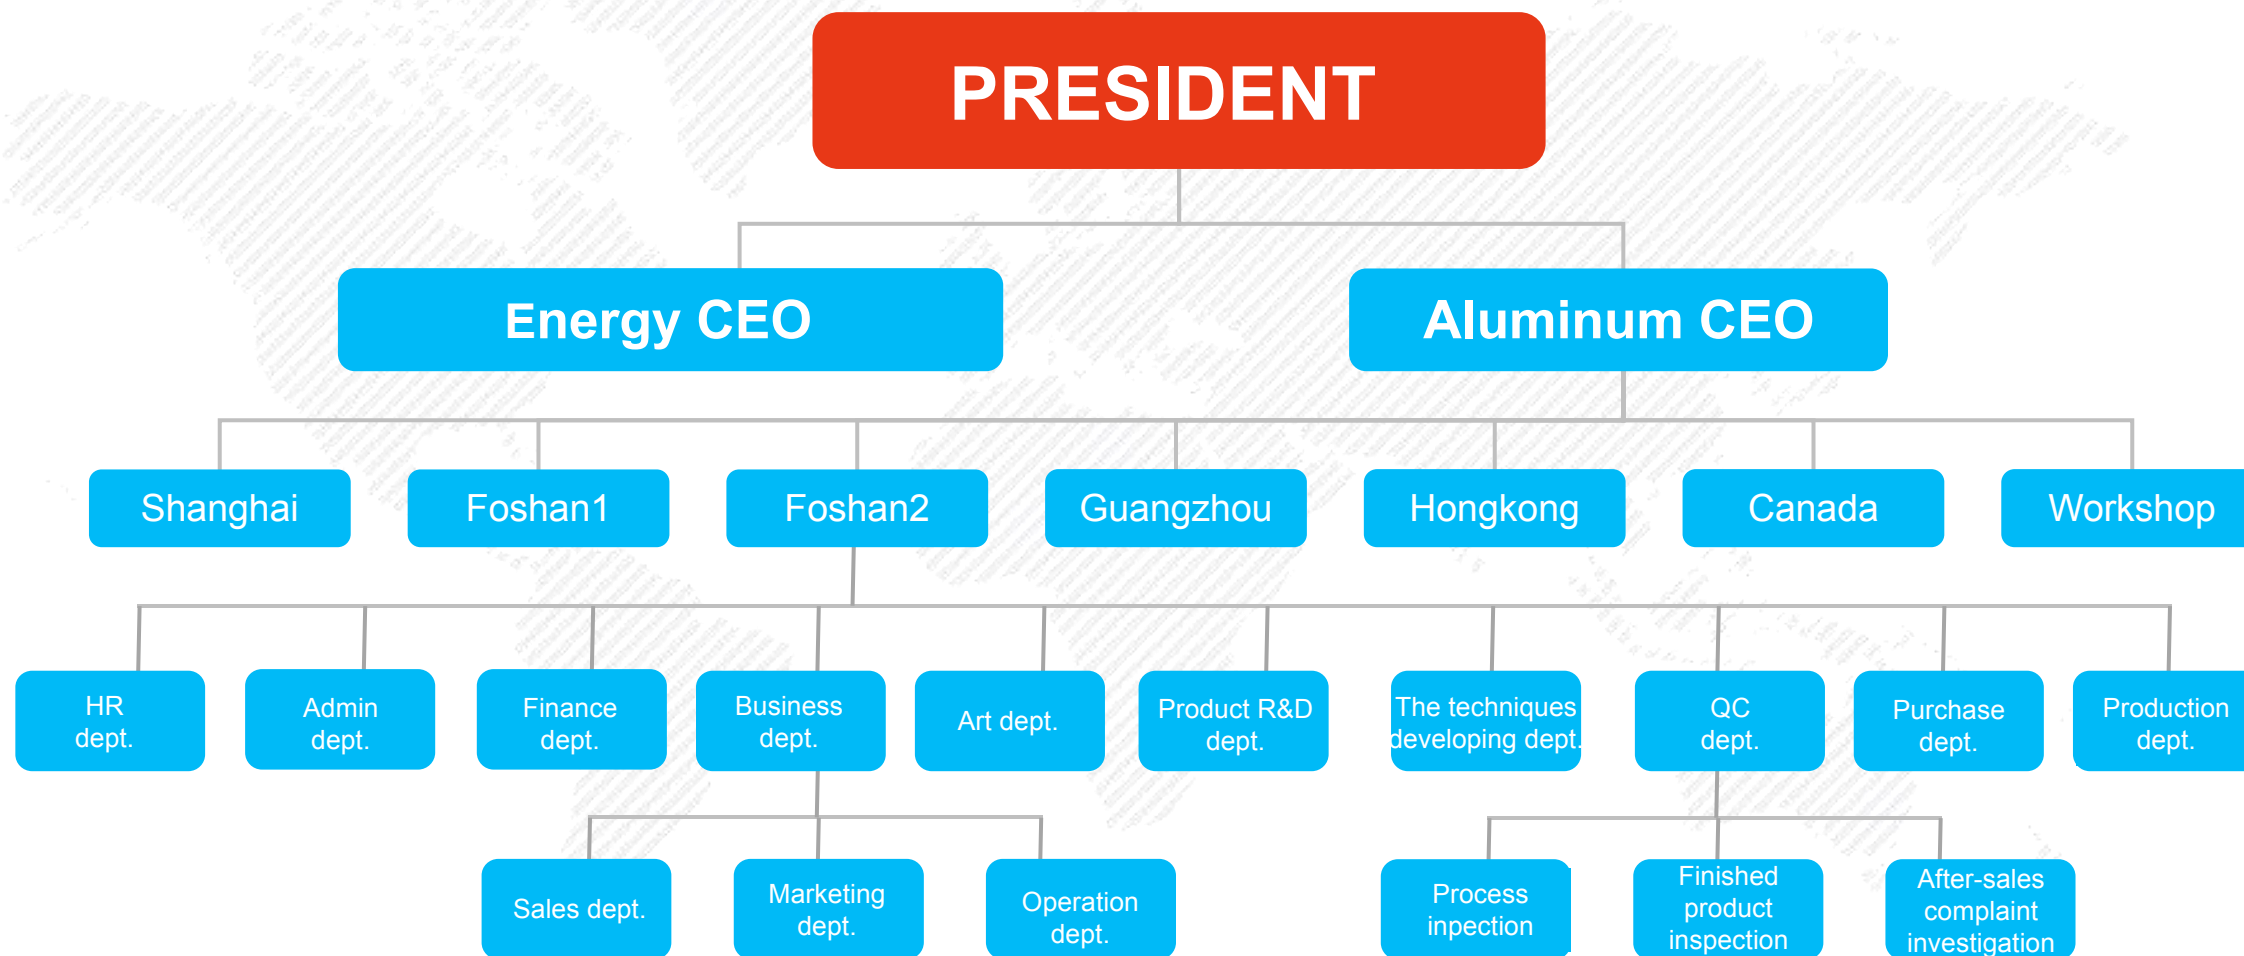 PRESIDENT
Energy CEO
Aluminum CEO
Shanghai
Foshan1
Foshan2
Guangzhou
Hongkong
Canada
Workshop
HR
dept.
Admin
dept.
Finance
dept.
Business
dept.
Art dept.
Product R&D
dept.
The techniques
developing dept.
QC
dept.
Purchase
dept.
Production
dept.
Sales dept.
Marketing
dept.
Operation
dept.
Process
inpection
Finished
product
inspection
After-sales
complaint
investigation